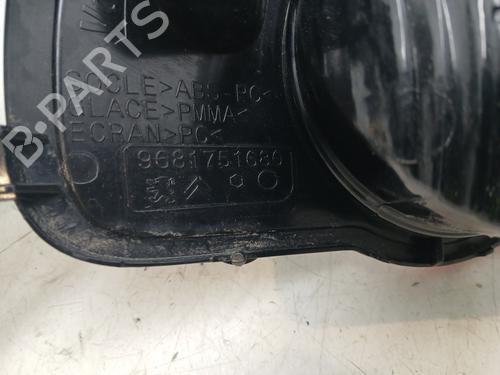 B-PARTS
SOCLE>ABS-PC<
GLACE>PMMA<
ECRAN>PC<
9681751680